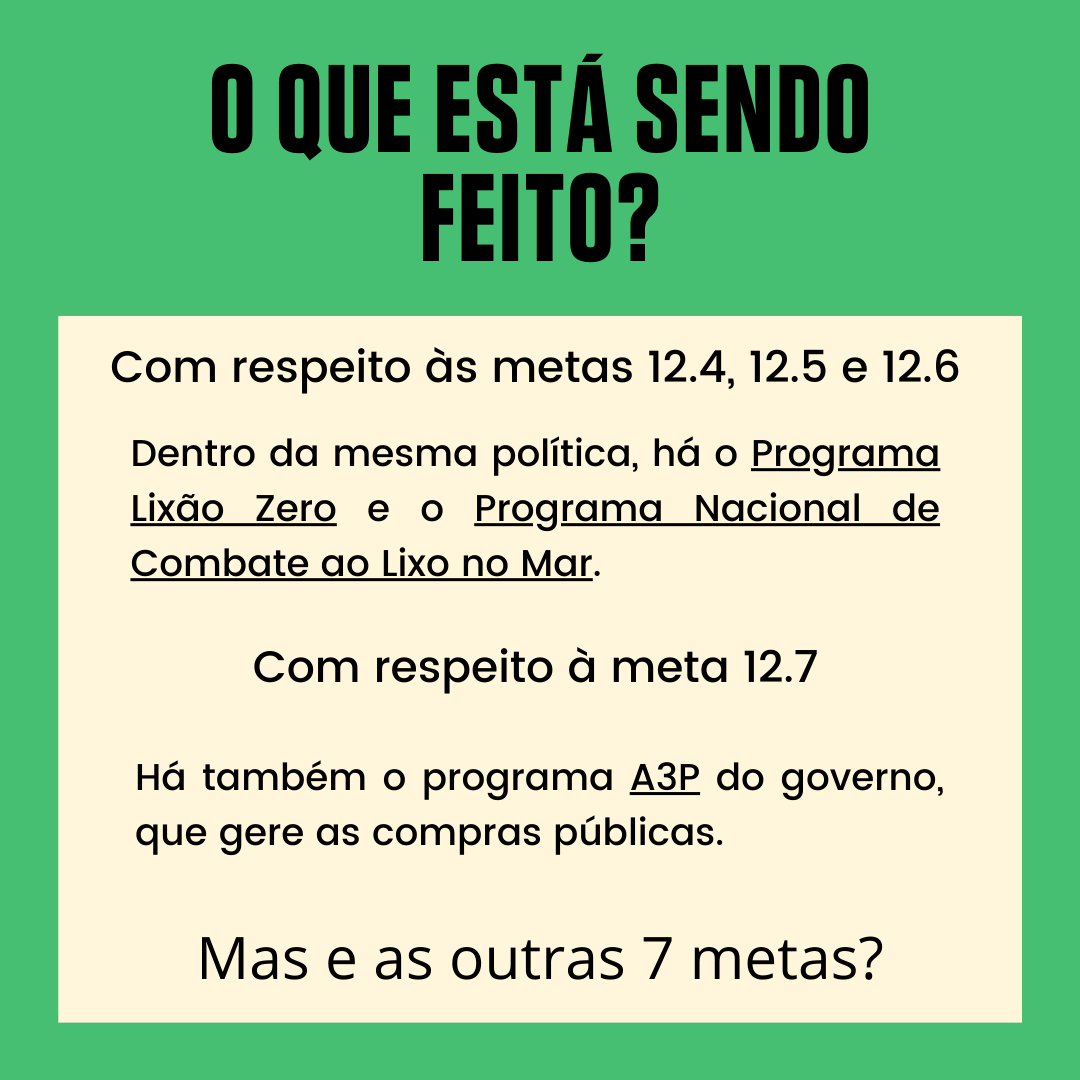 O QUE ESTÁ SENDO
FEITO?
Com respeito às metas 12.4, 12.5 e 12.6
Dentro da mesma política, há o Programa
Lixão Zero e o Programa Nacional de
Combate ao Lixo no Mar.
Com respeito à meta 12.7
Há também o programa A3P do governo,
que gere as compras públicas.
Mas e as outras 7 metas?